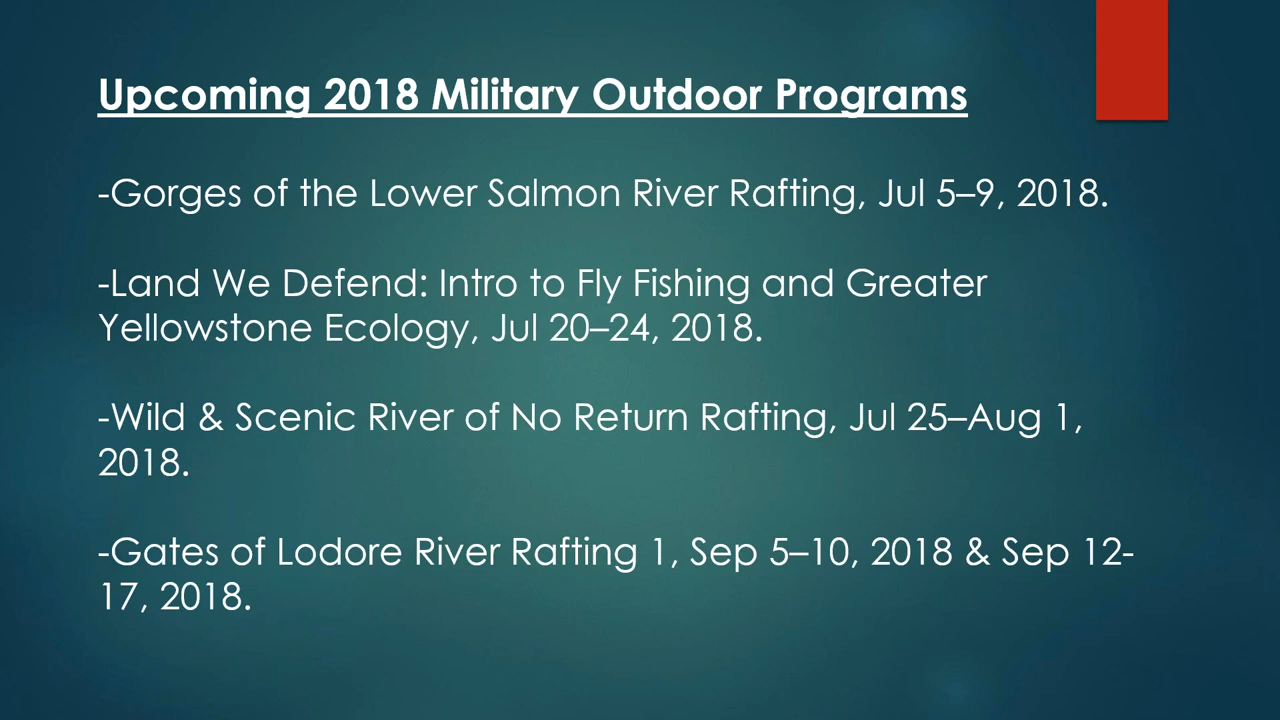 Upcoming 2018 Military Outdoor Programs
-Gorges of the Lower Salmon River Rafting, Jul 5–9, 2018.
-Land We Defend: Intro to Fly Fishing and Greater
Yellowstone Ecology, Jul 20–24, 2018.
-Wild & Scenic River of No Return Rafting, Jul 25–Aug 1,
2018.
-Gates of Lodore River Rafting 1, Sep 5–10, 2018 & Sep 12-
17, 2018.